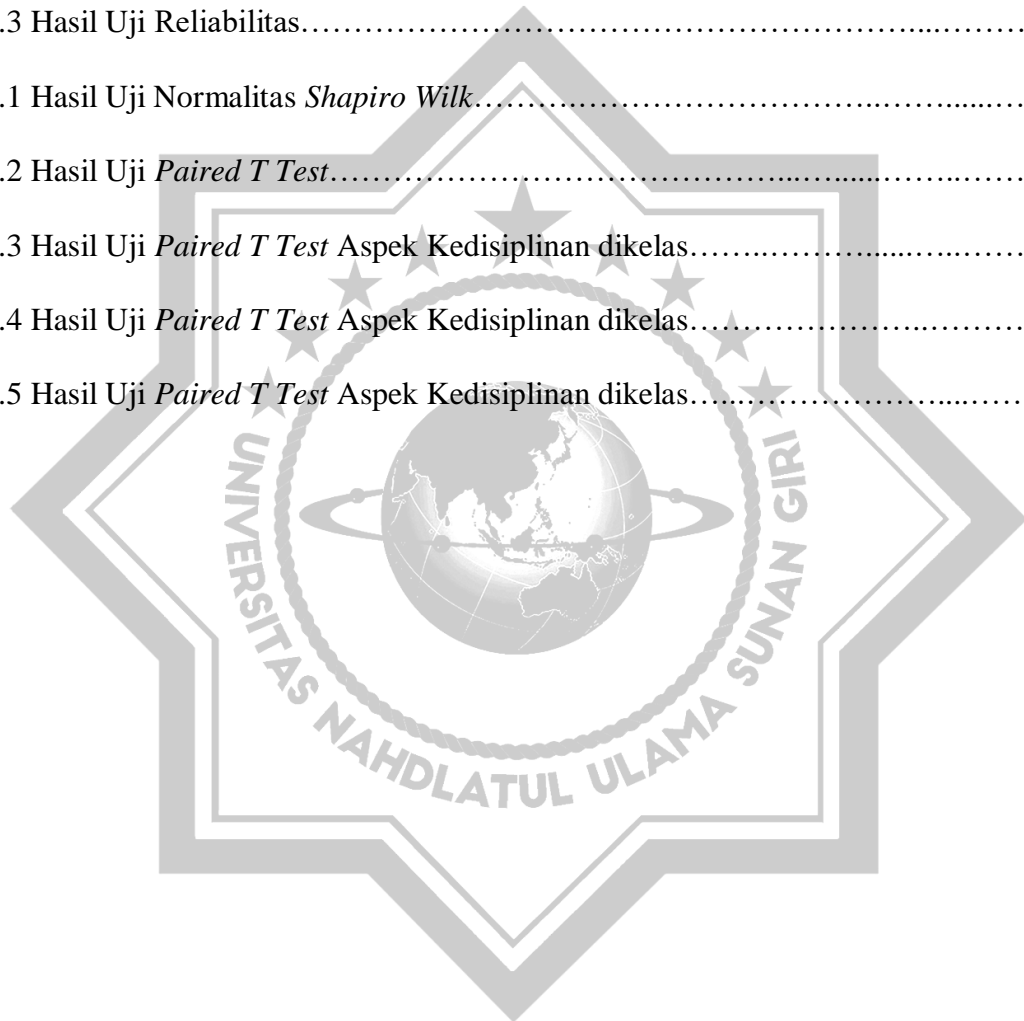 .3 Hasil Uji Reliabilitas…………………………………………………………...………
.1 Hasil Uji Normalitas Shapiro Wilk…………………………………..……......…
.2 Hasil Uji Paired T Test………………………………………...…......……..……
.3 Hasil Uji Paired T Test Aspek Kedisiplinan dikelas……..……….....…..……
.4 Hasil Uji Paired T Test Aspek Kedisiplinan dikelas…………………..………
.5 Hasil Uji Paired T Test Aspek Kedisiplinan dikelas……………………....……
UNIVERSITAS NAHDLATUL ULAMA SUNAN GIRI